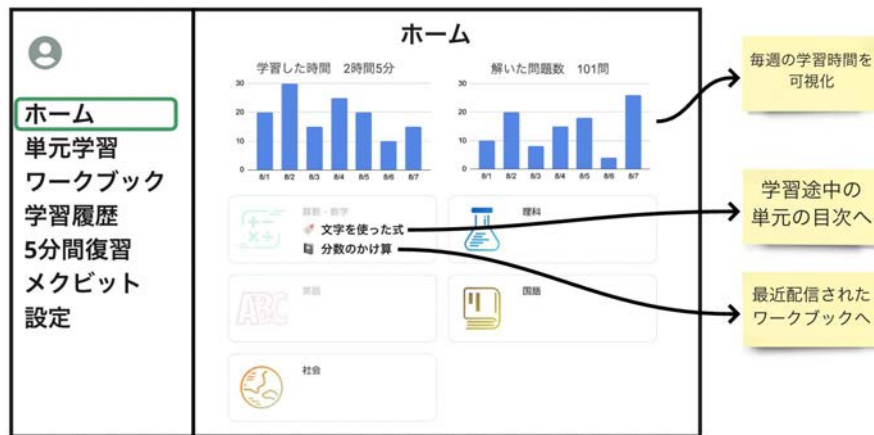 ホーム
単元学習
ワークブック
学習履歴
5分間復習
メクビット
設定
ホーム
学習した時間 2時間5分
30
20
10
0
8/1 8/2 8/3 8/4 8/5 8/6 8/7
解いた問題数 101問
30
20
10
0
8/1 8/2 8/3 8/4 8/5 8/6 8/7
算数・数学
文字を使った式
分数のかけ算
理科
ABC
英語
国語
社会
毎週の学習時間を
可視化
学習途中の
単元の目次へ
最近配信された
ワークブックへ